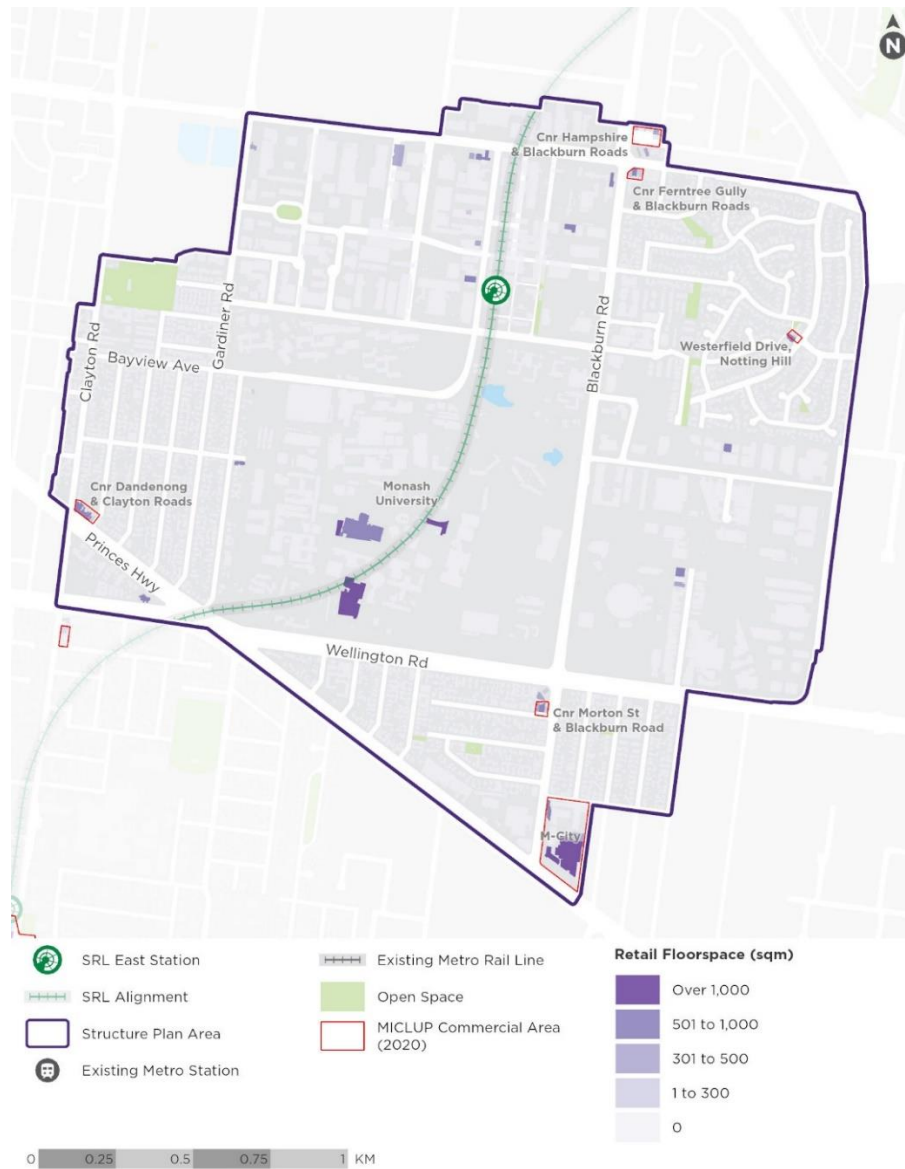 N
Cnr Hampshire
& Blackburn Roads
Cnr Ferntree Gully
& Blackburn Roads
Clayton Rd
Gardiner Rd
Blackburn Rd
Westerfield Drive,
Notting Hill
Bayview Ave
Cnr Dandenong
& Clayton Roads
Monash
University
Princes Hwy
Wellington Rd
Cnr Morton St
& Blackburn Road
M-City
SRL East Station
SRL Alignment
Structure Plan Area
Existing Metro Station
Existing Metro Rail Line
Open Space
MICLUP Commercial Area
(2020)
Retail Floorspace (sqm)
Over 1,000
501 to 1,000
301 to 500
1 to 300
0
0 0.25 0.5 0.75 1 KM